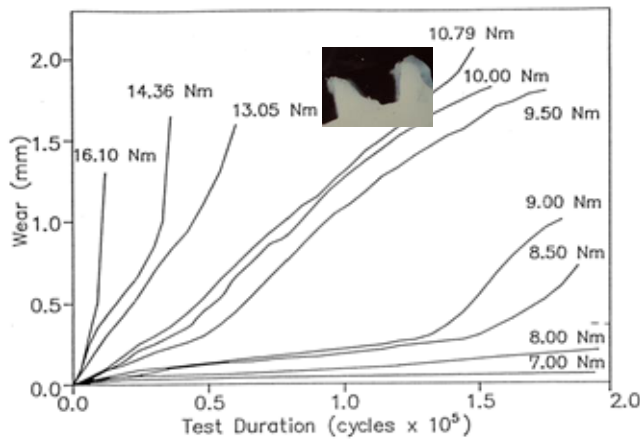 10.79 Nm
2.0
14.36 Nm
10.00 Nm
13.05 Nm
9.50 Nm
1.5
16.10 Nm
Wear (mm)
9.00 Nm
1.0
8.50 Nm
0.5
8.00 Nm
7.00 Nm
0.0
0.0
0.5
1.0
1.5
2.0
Test Duration (cycles x 10⁵)